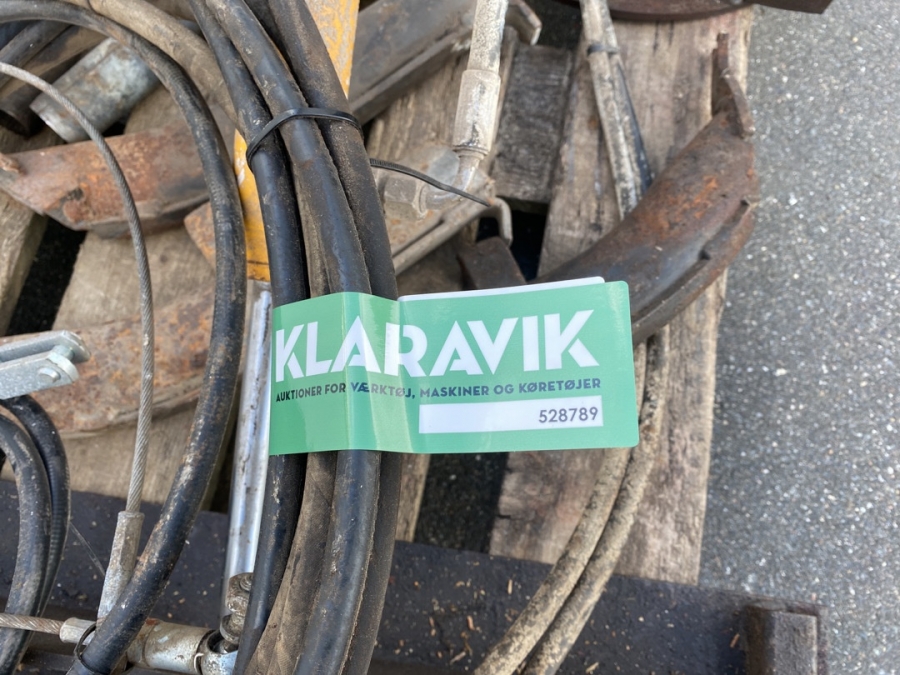 KLARAVIK
AUKTIONER FOR VÆRKTØJ, MASKINER OG KØRETØJER
528789